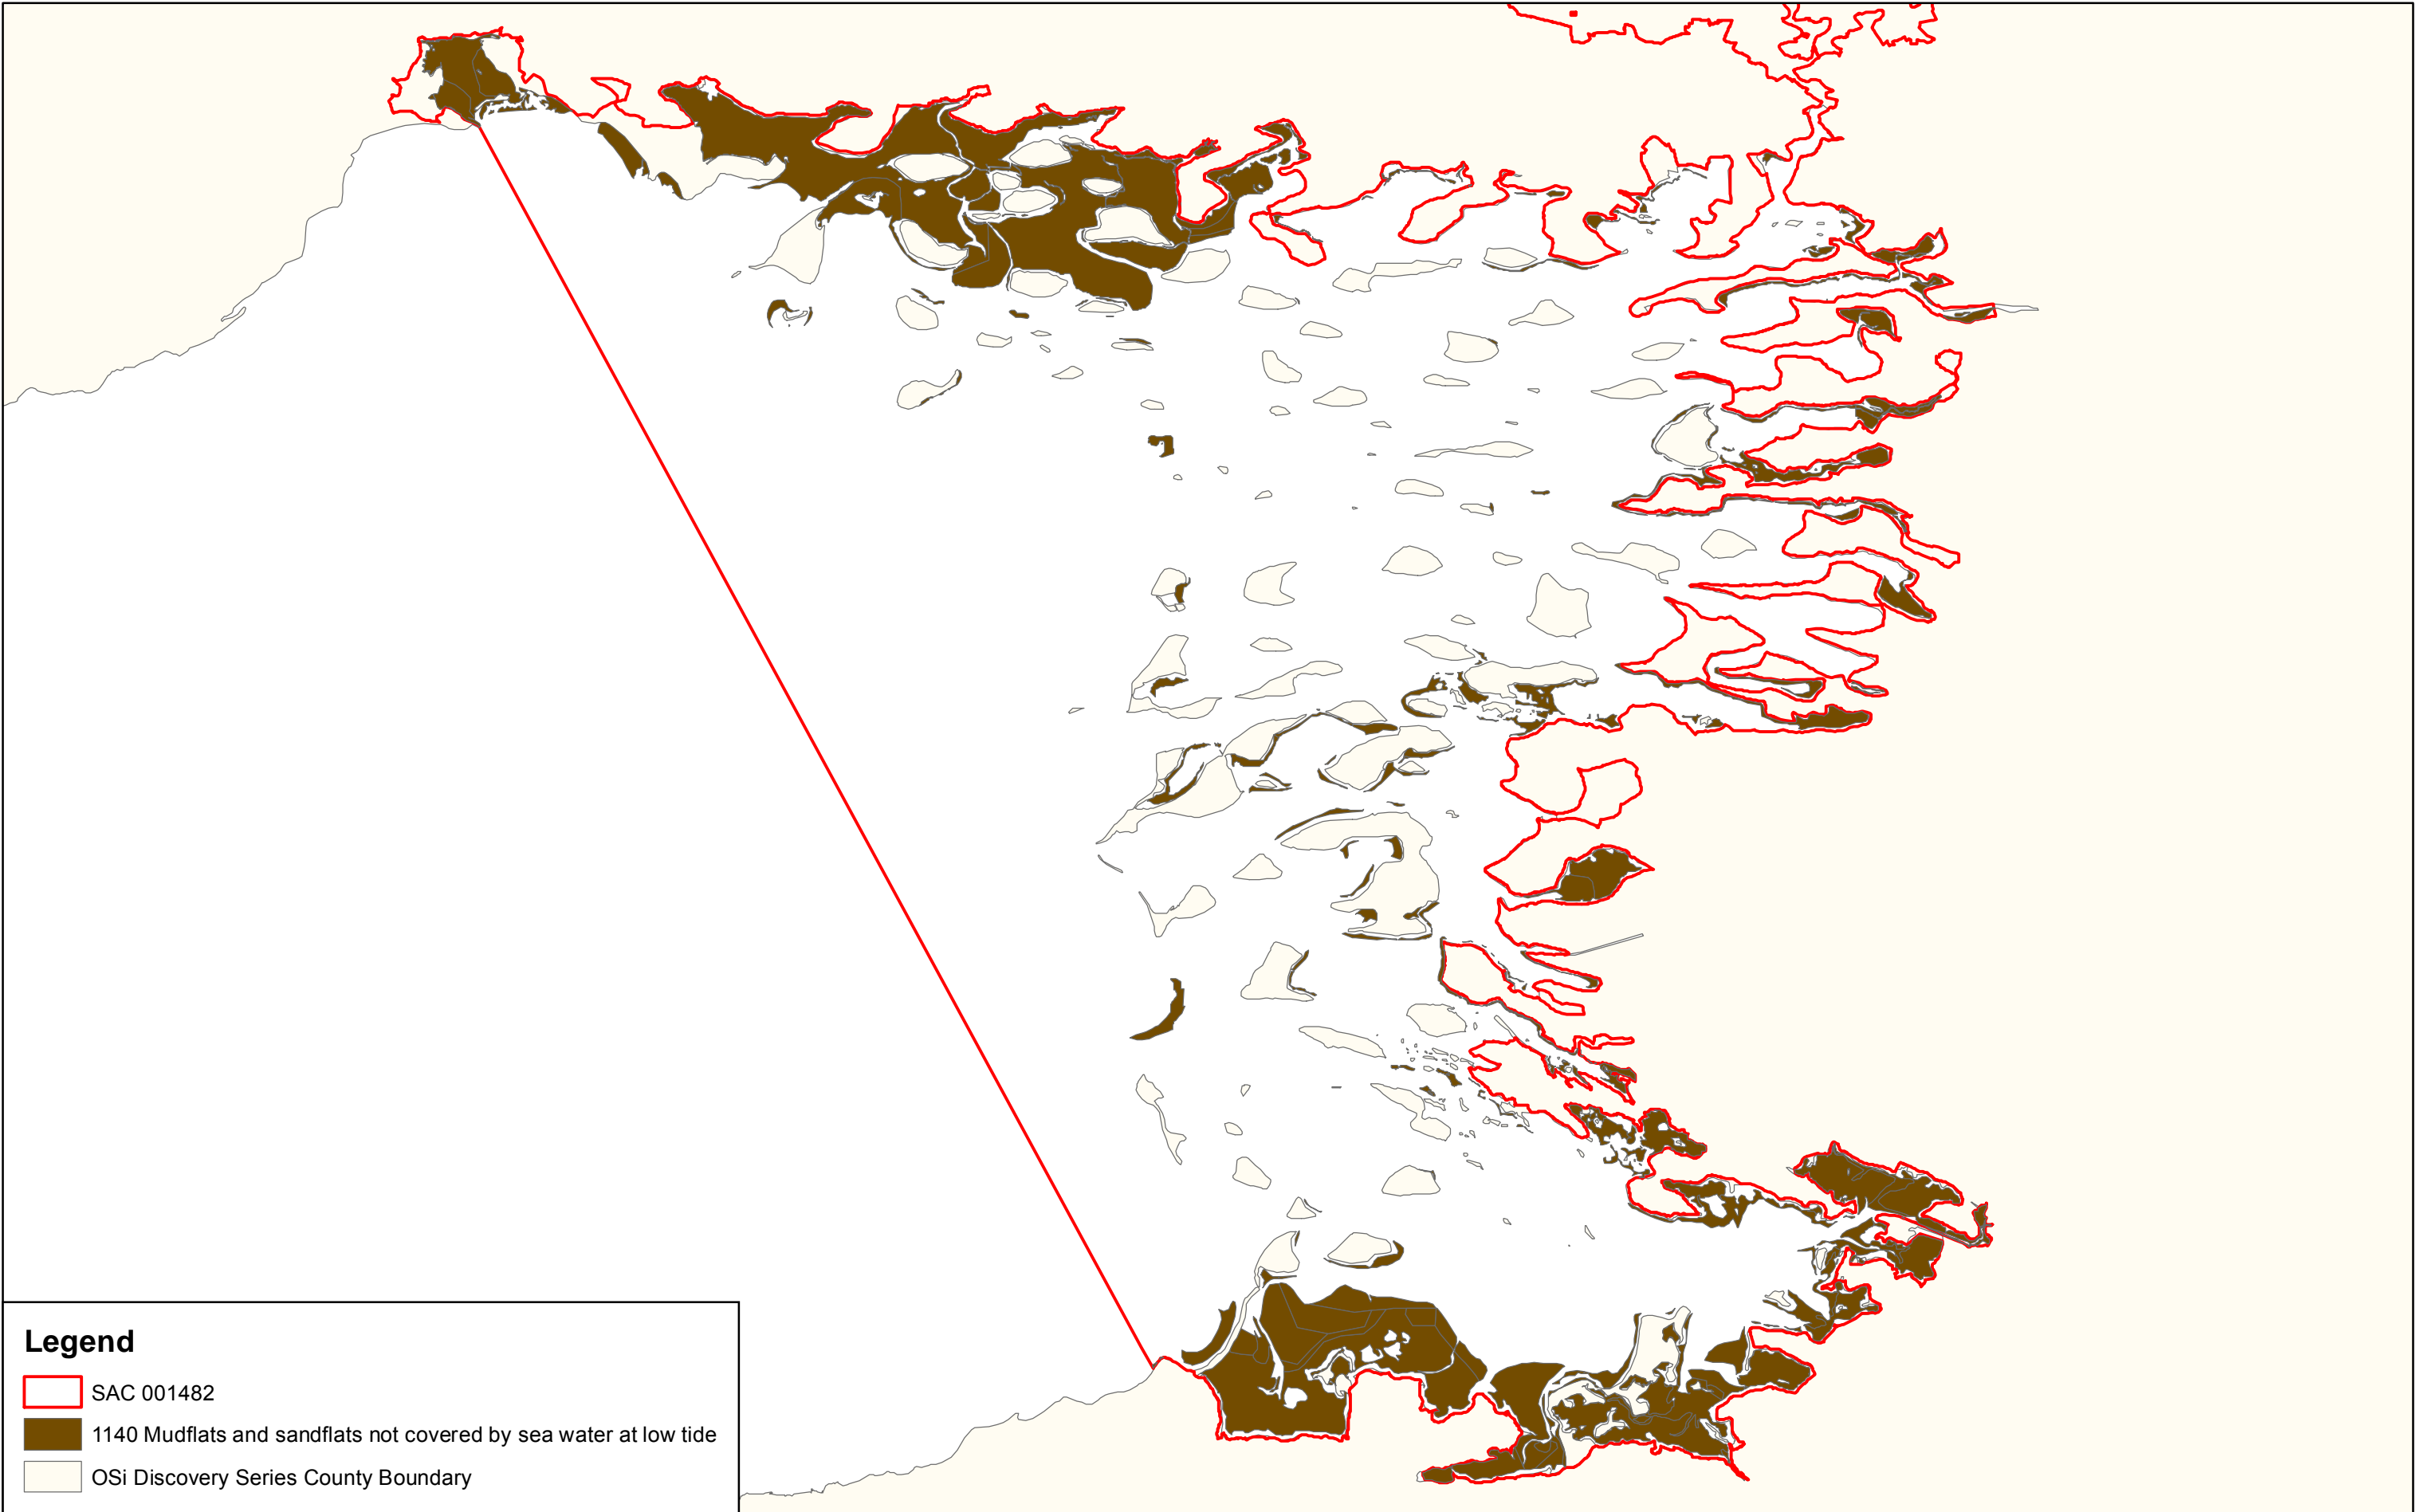 Legend
SAC 001482
1140 Mudflats and sandflats not covered by sea water at low tide
OSi Discovery Series County Boundary